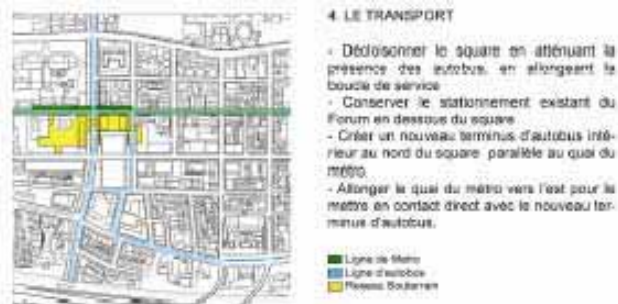 4 LE TRANSPORT
- Décloisonner le square en atténuant la
présence des autobus, en allongeant la
boucle de service
- Conserver le stationnement existant du
Forum en dessous du square
- Créer un nouveau terminus d'autobus inté-
rieur au nord du square parallèle au quai du
métro
- Allonger le quai du métro vers l'est pour le
mettre en contact direct avec le nouveau ter-
minus d'autobus.
Ligne de Metro
Ligne d'autobus
Reseau Souterrain